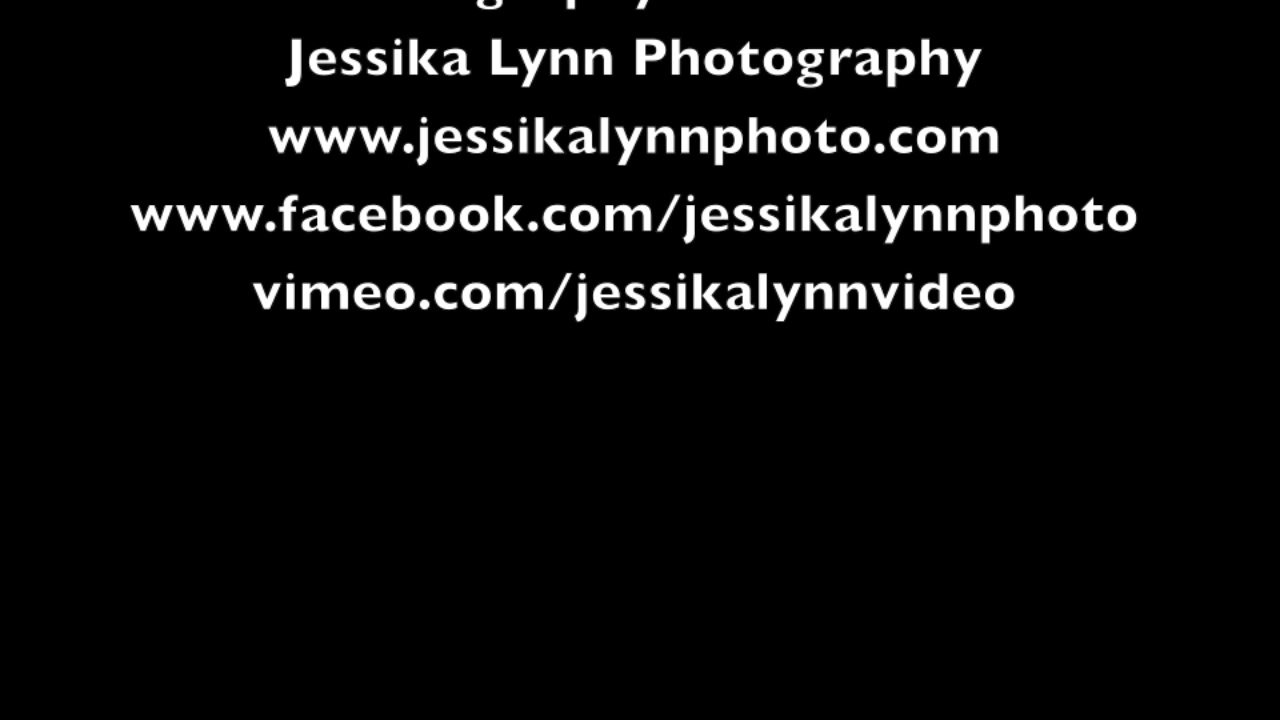 Jessika Lynn Photography
www.jessikalynnphoto.com
www.facebook.com/jessikalynnphoto
vimeo.com/jessikalynnvideo